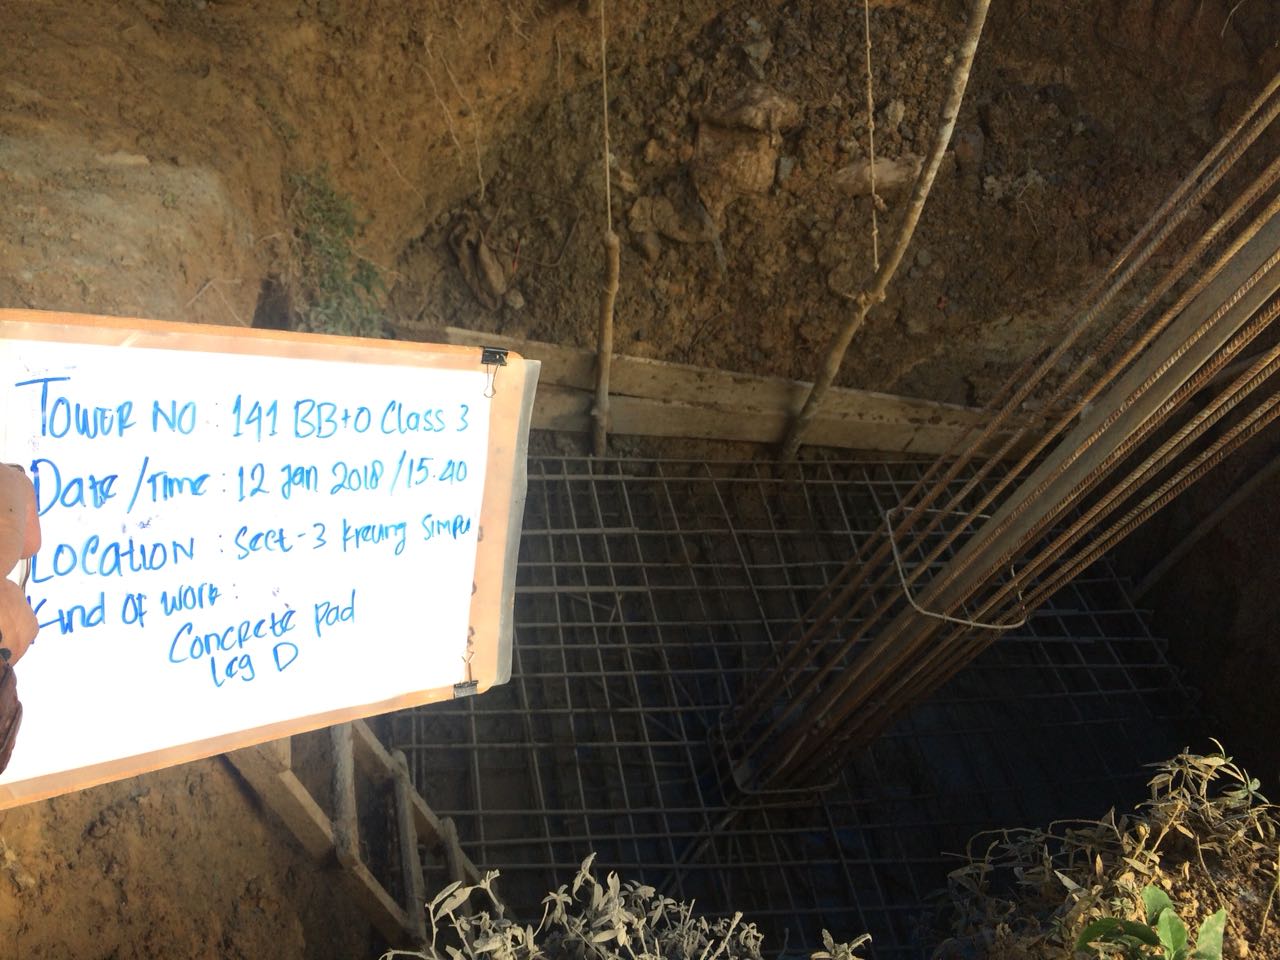 Tower No : 141 BB+0 Class 3
Date/Time : 12 Jan 2018 / 15.40
Location : Sect-3 Kreung Simpu
Kind of work :
Concrete pad
Leg D